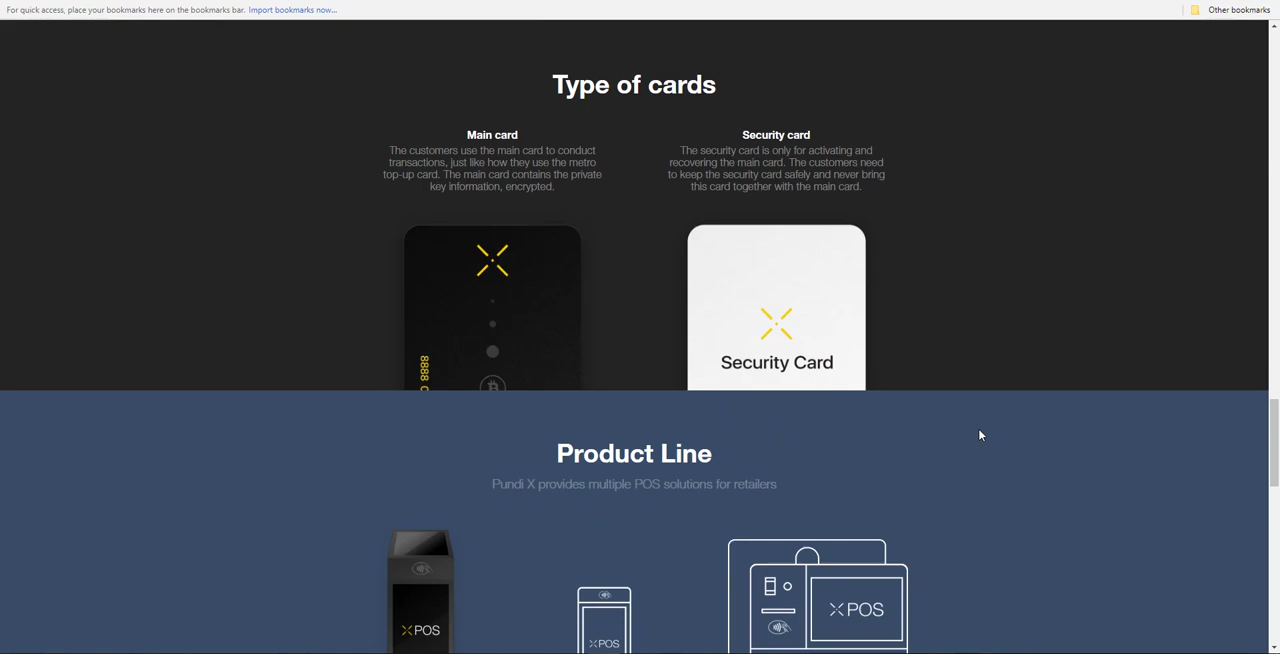 For quick access, place your bookmarks here on the bookmarks bar. Import bookmarks now...
Other bookmarks
Type of cards
Main card
The customers use the main card to conduct
transactions, just like how they use the metro
top-up card. The main card contains the private
key information, encrypted.
Security card
The security card is only for activating and
recovering the main card. The customers need
to keep the security card safely and never bring
this card together with the main card.
8888
Security Card
Product Line
Pundi X provides multiple POS solutions for retailers
XPOS
XPOS
XPOS